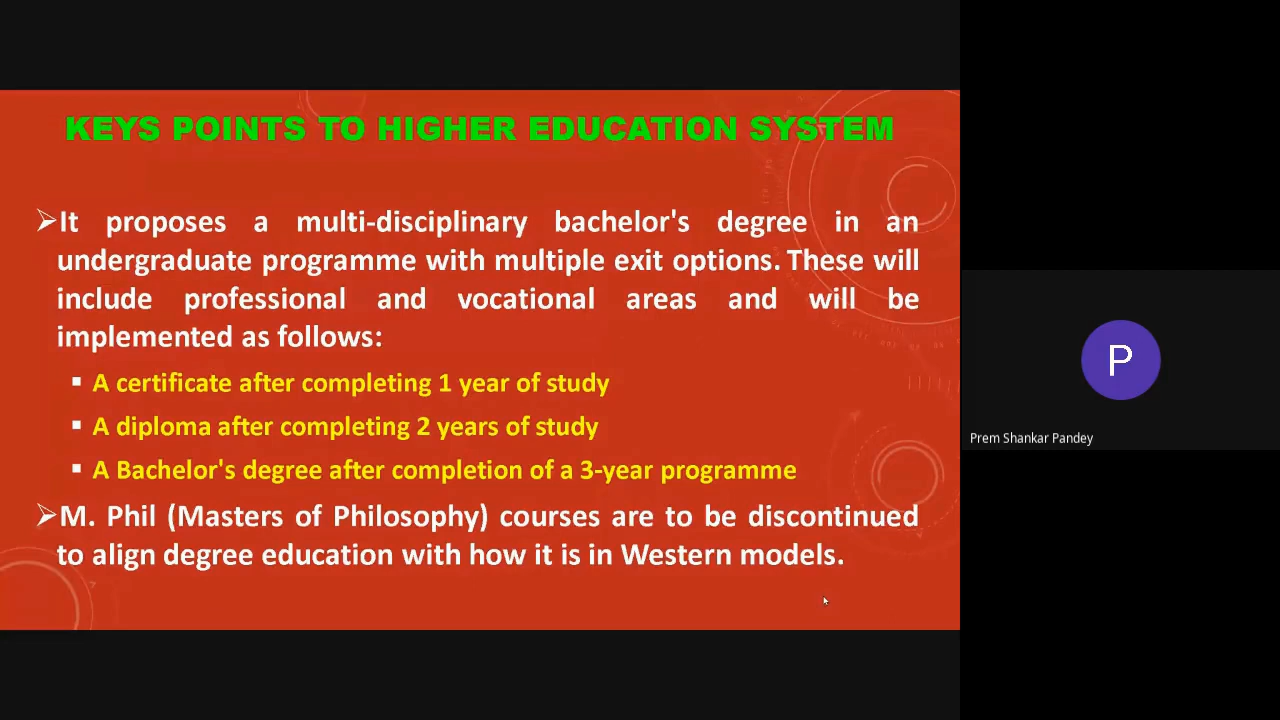 KEYS POINTS TO HIGHER EDUCATION SYSTEM
It proposes a multi-disciplinary bachelor's degree in an
undergraduate programme with multiple exit options. These will
include professional and vocational areas and will be
implemented as follows:
A certificate after completing 1 year of study
A diploma after completing 2 years of study
A Bachelor's degree after completion of a 3-year programme
M. Phil (Masters of Philosophy) courses are to be discontinued
to align degree education with how it is in Western models.
P
Prem Shankar Pandey